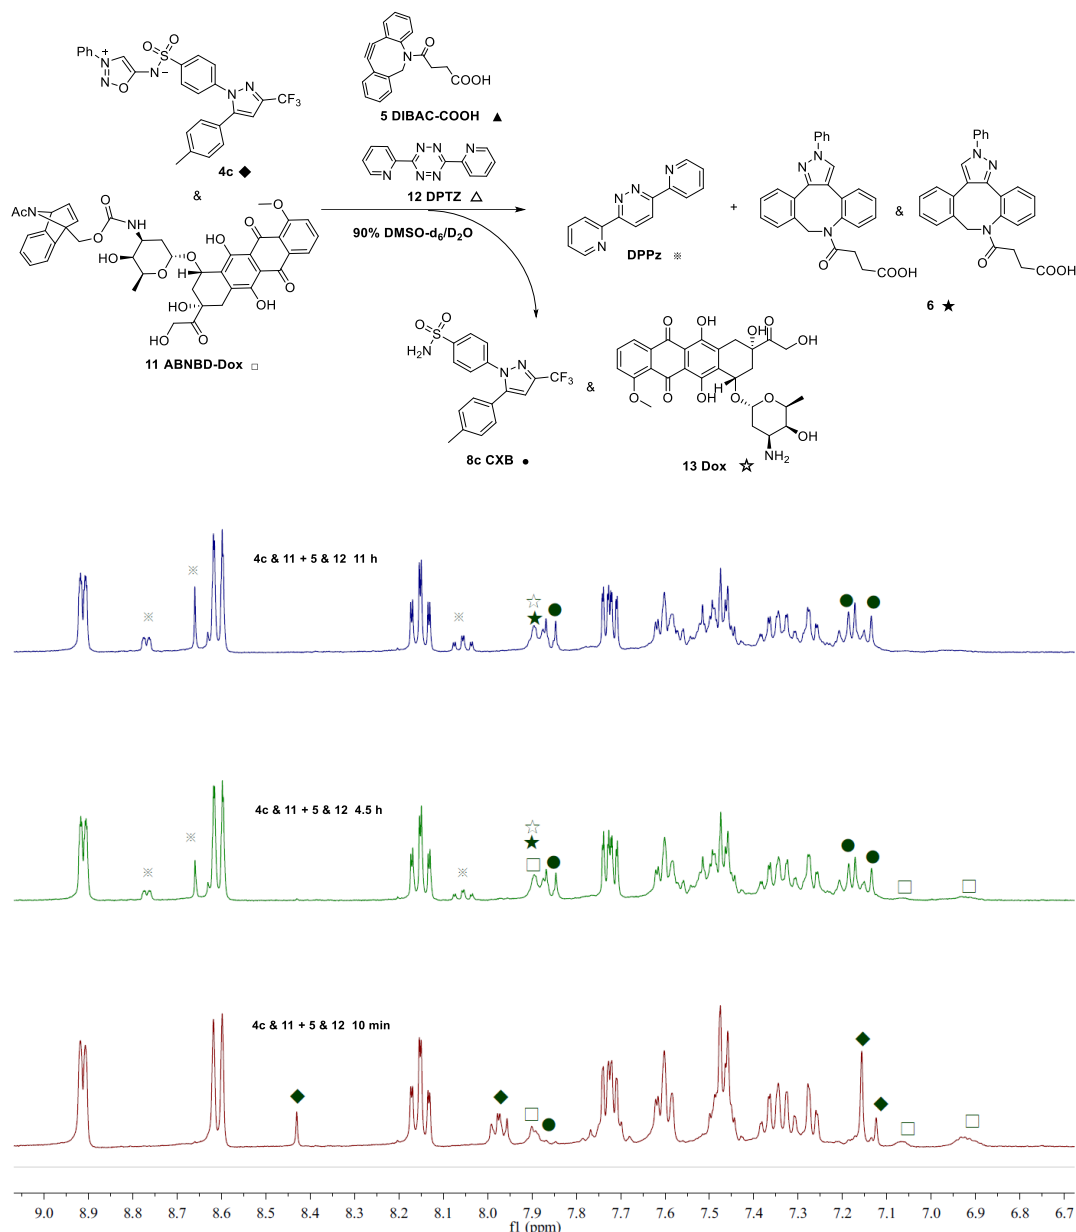 Ph
N
+
N
O
N
−
O
O
S
N
N
CF3
4c ◆
&
AcN
O
O
NH
HO
O
O
H
OH
O
O
O
OH
HO
HO
O
11 ABNBD-Dox □
N
O
COOH
5 DIBAC-COOH ▲
N
N N
N N
N
12 DPTZ △
90% DMSO-d6/D2O
N
N
N
N
DPPz ※
+
Ph
N
N
N
O
COOH
&
Ph
N
N
N
O
COOH
6 ★
O
O
S
H2N
N
N
CF3
8c CXB ●
&
O
OH
OH
O
OH
O
O
OH
H
O
O
OH
NH2
13 Dox ☆
4c & 11 + 5 & 12 11 h
※ ※ ※ ☆ ★ ● ● ●
4c & 11 + 5 & 12 4.5 h
※ ※ ※ ☆ ★ □ ● ● ● □ □
4c & 11 + 5 & 12 10 min
◆ ◆ □ ● ◆ ◆ □ □
9.0 8.9 8.8 8.7 8.6 8.5 8.4 8.3 8.2 8.1 8.0 7.9 7.8 7.7 7.6 7.5 7.4 7.3 7.2 7.1 7.0 6.9 6.8 6.7
f1 (ppm)